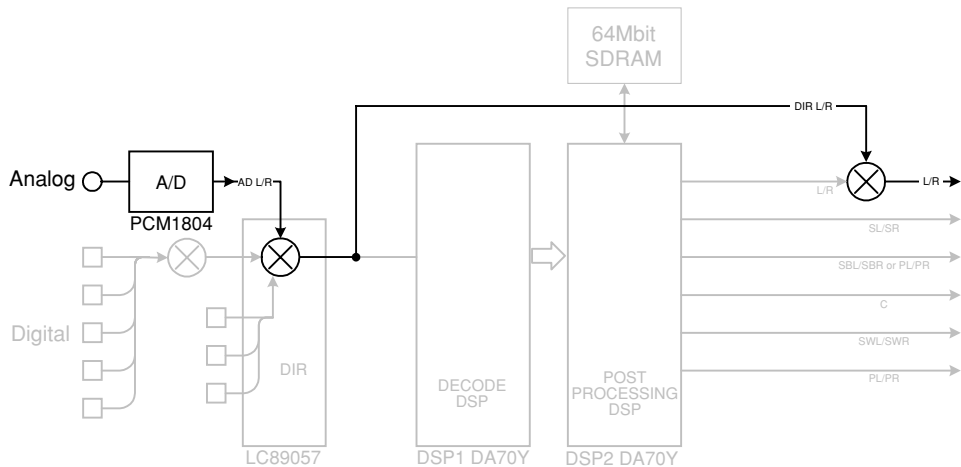 64Mbit
SDRAM
DIR L/R
Analog
A/D
AD L/R
PCM1804
L/R
L/R
SL/SR
SBL/SBR or PL/PR
C
SWL/SWR
PL/PR
Digital
DIR
DECODE
DSP
POST
PROCESSING
DSP
LC89057
DSP1 DA70Y
DSP2 DA70Y